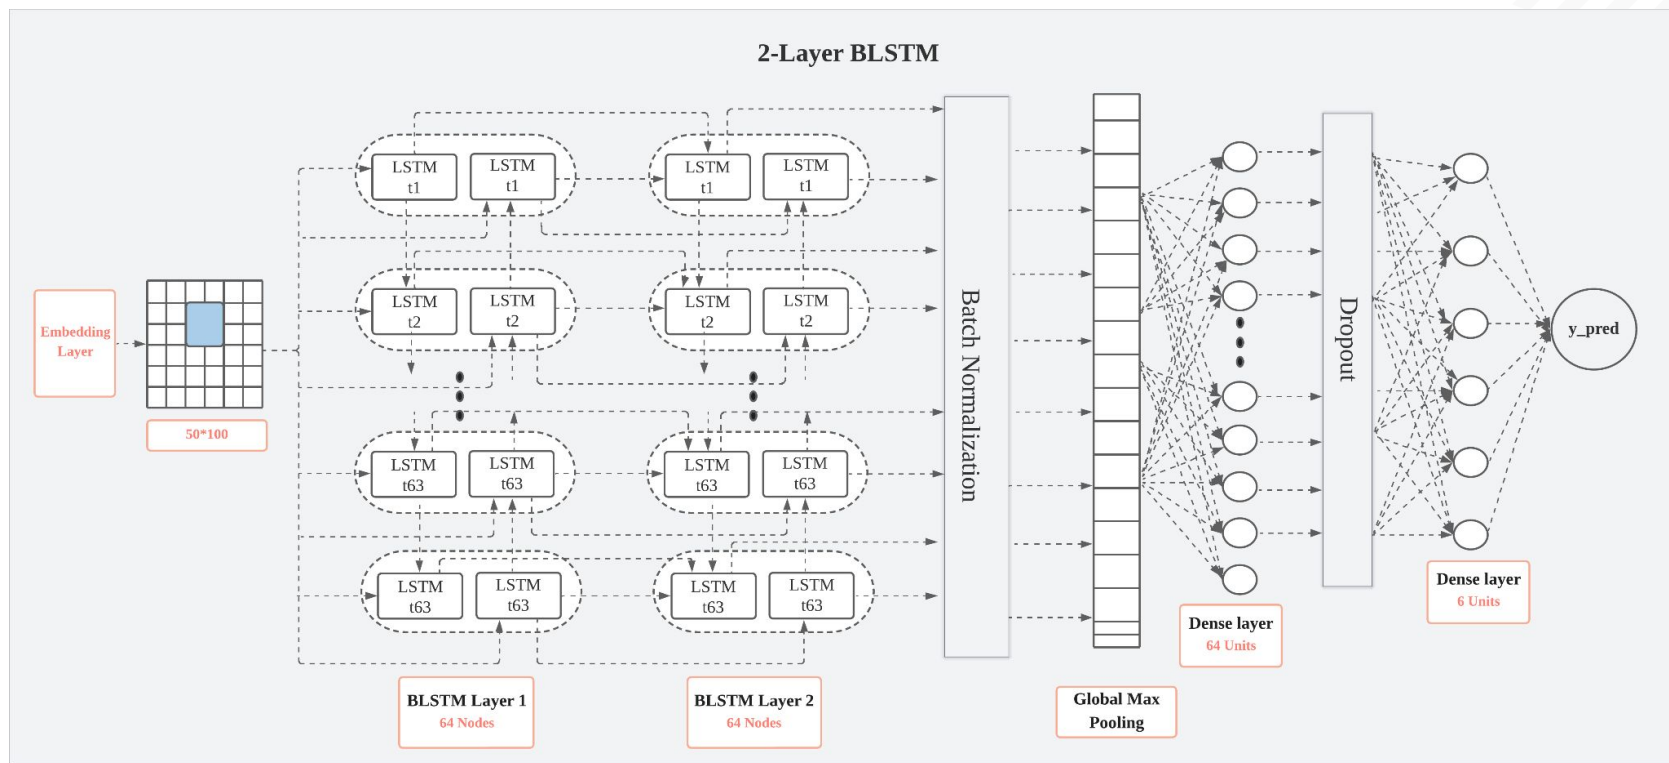 2-Layer BLSTM
Embedding
Layer
50*100
LSTM
t1
LSTM
t1
LSTM
t1
LSTM
t1
LSTM
t2
LSTM
t2
LSTM
t2
LSTM
t2
LSTM
t63
LSTM
t63
LSTM
t63
LSTM
t63
LSTM
t63
LSTM
t63
LSTM
t63
LSTM
t63
BLSTM Layer 1
64 Nodes
BLSTM Layer 2
64 Nodes
Batch Normalization
Global Max
Pooling
Dense layer
64 Units
Dropout
Dense layer
6 Units
y_pred